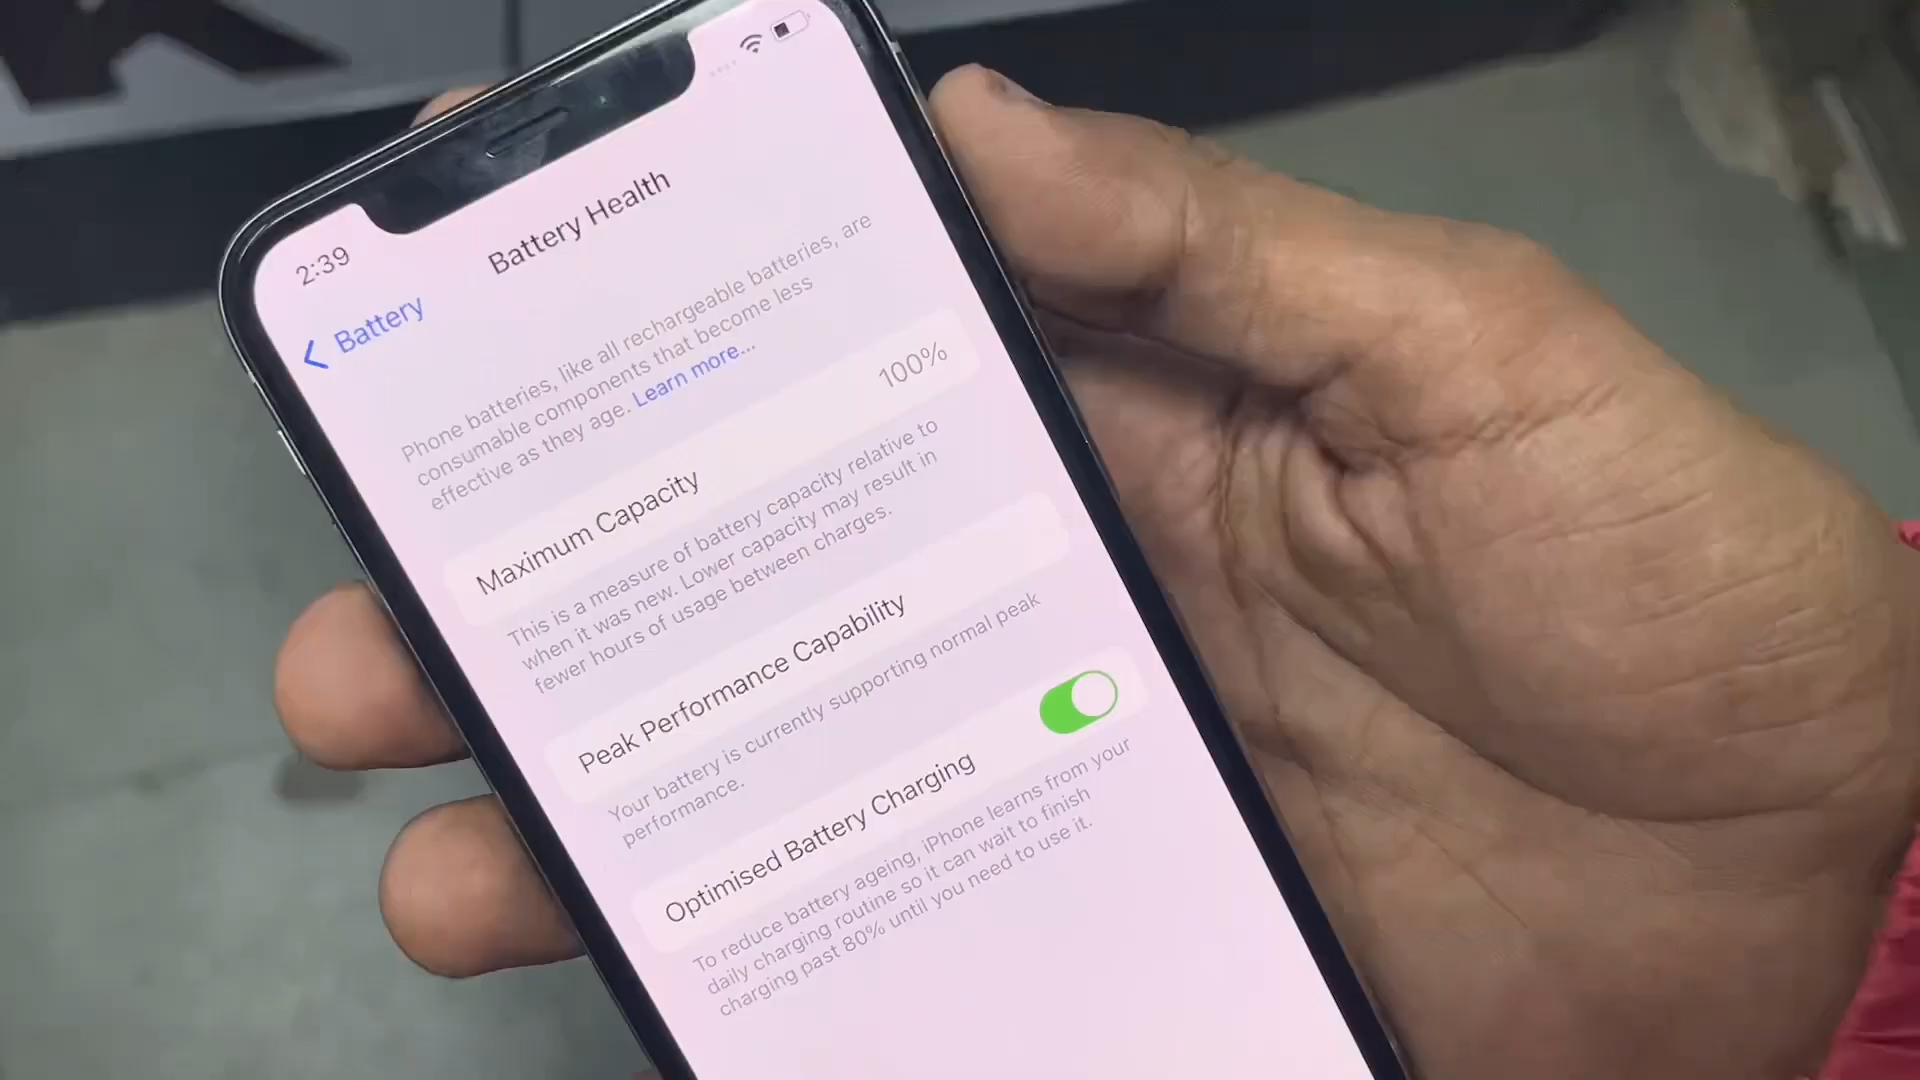 2:39
Battery
Battery Health
Phone batteries, like all rechargeable batteries, are
consumable components that become less
effective as they age. Learn more...
Maximum Capacity 100%
This is a measure of battery capacity relative to
when it was new. Lower capacity may result in
fewer hours of usage between charges.
Peak Performance Capability
Your battery is currently supporting normal peak
performance.
Optimised Battery Charging
To reduce battery ageing, iPhone learns from your
daily charging routine so it can wait to finish
charging past 80% until you need to use it.